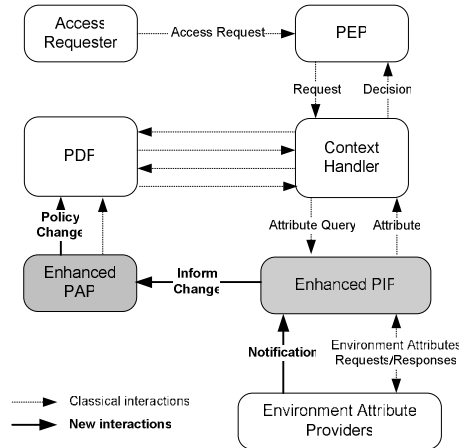 Access
Requester
Access Request
PEP
Request
Decision
PDP
Context
Handler
Policy
Change
Attribute Query
Attribute
Enhanced
PAP
Inform
Change
Enhanced PIP
Notification
Environment Attributes
Requests/Responses
Classical interactions
New interactions
Environment Attribute
Providers